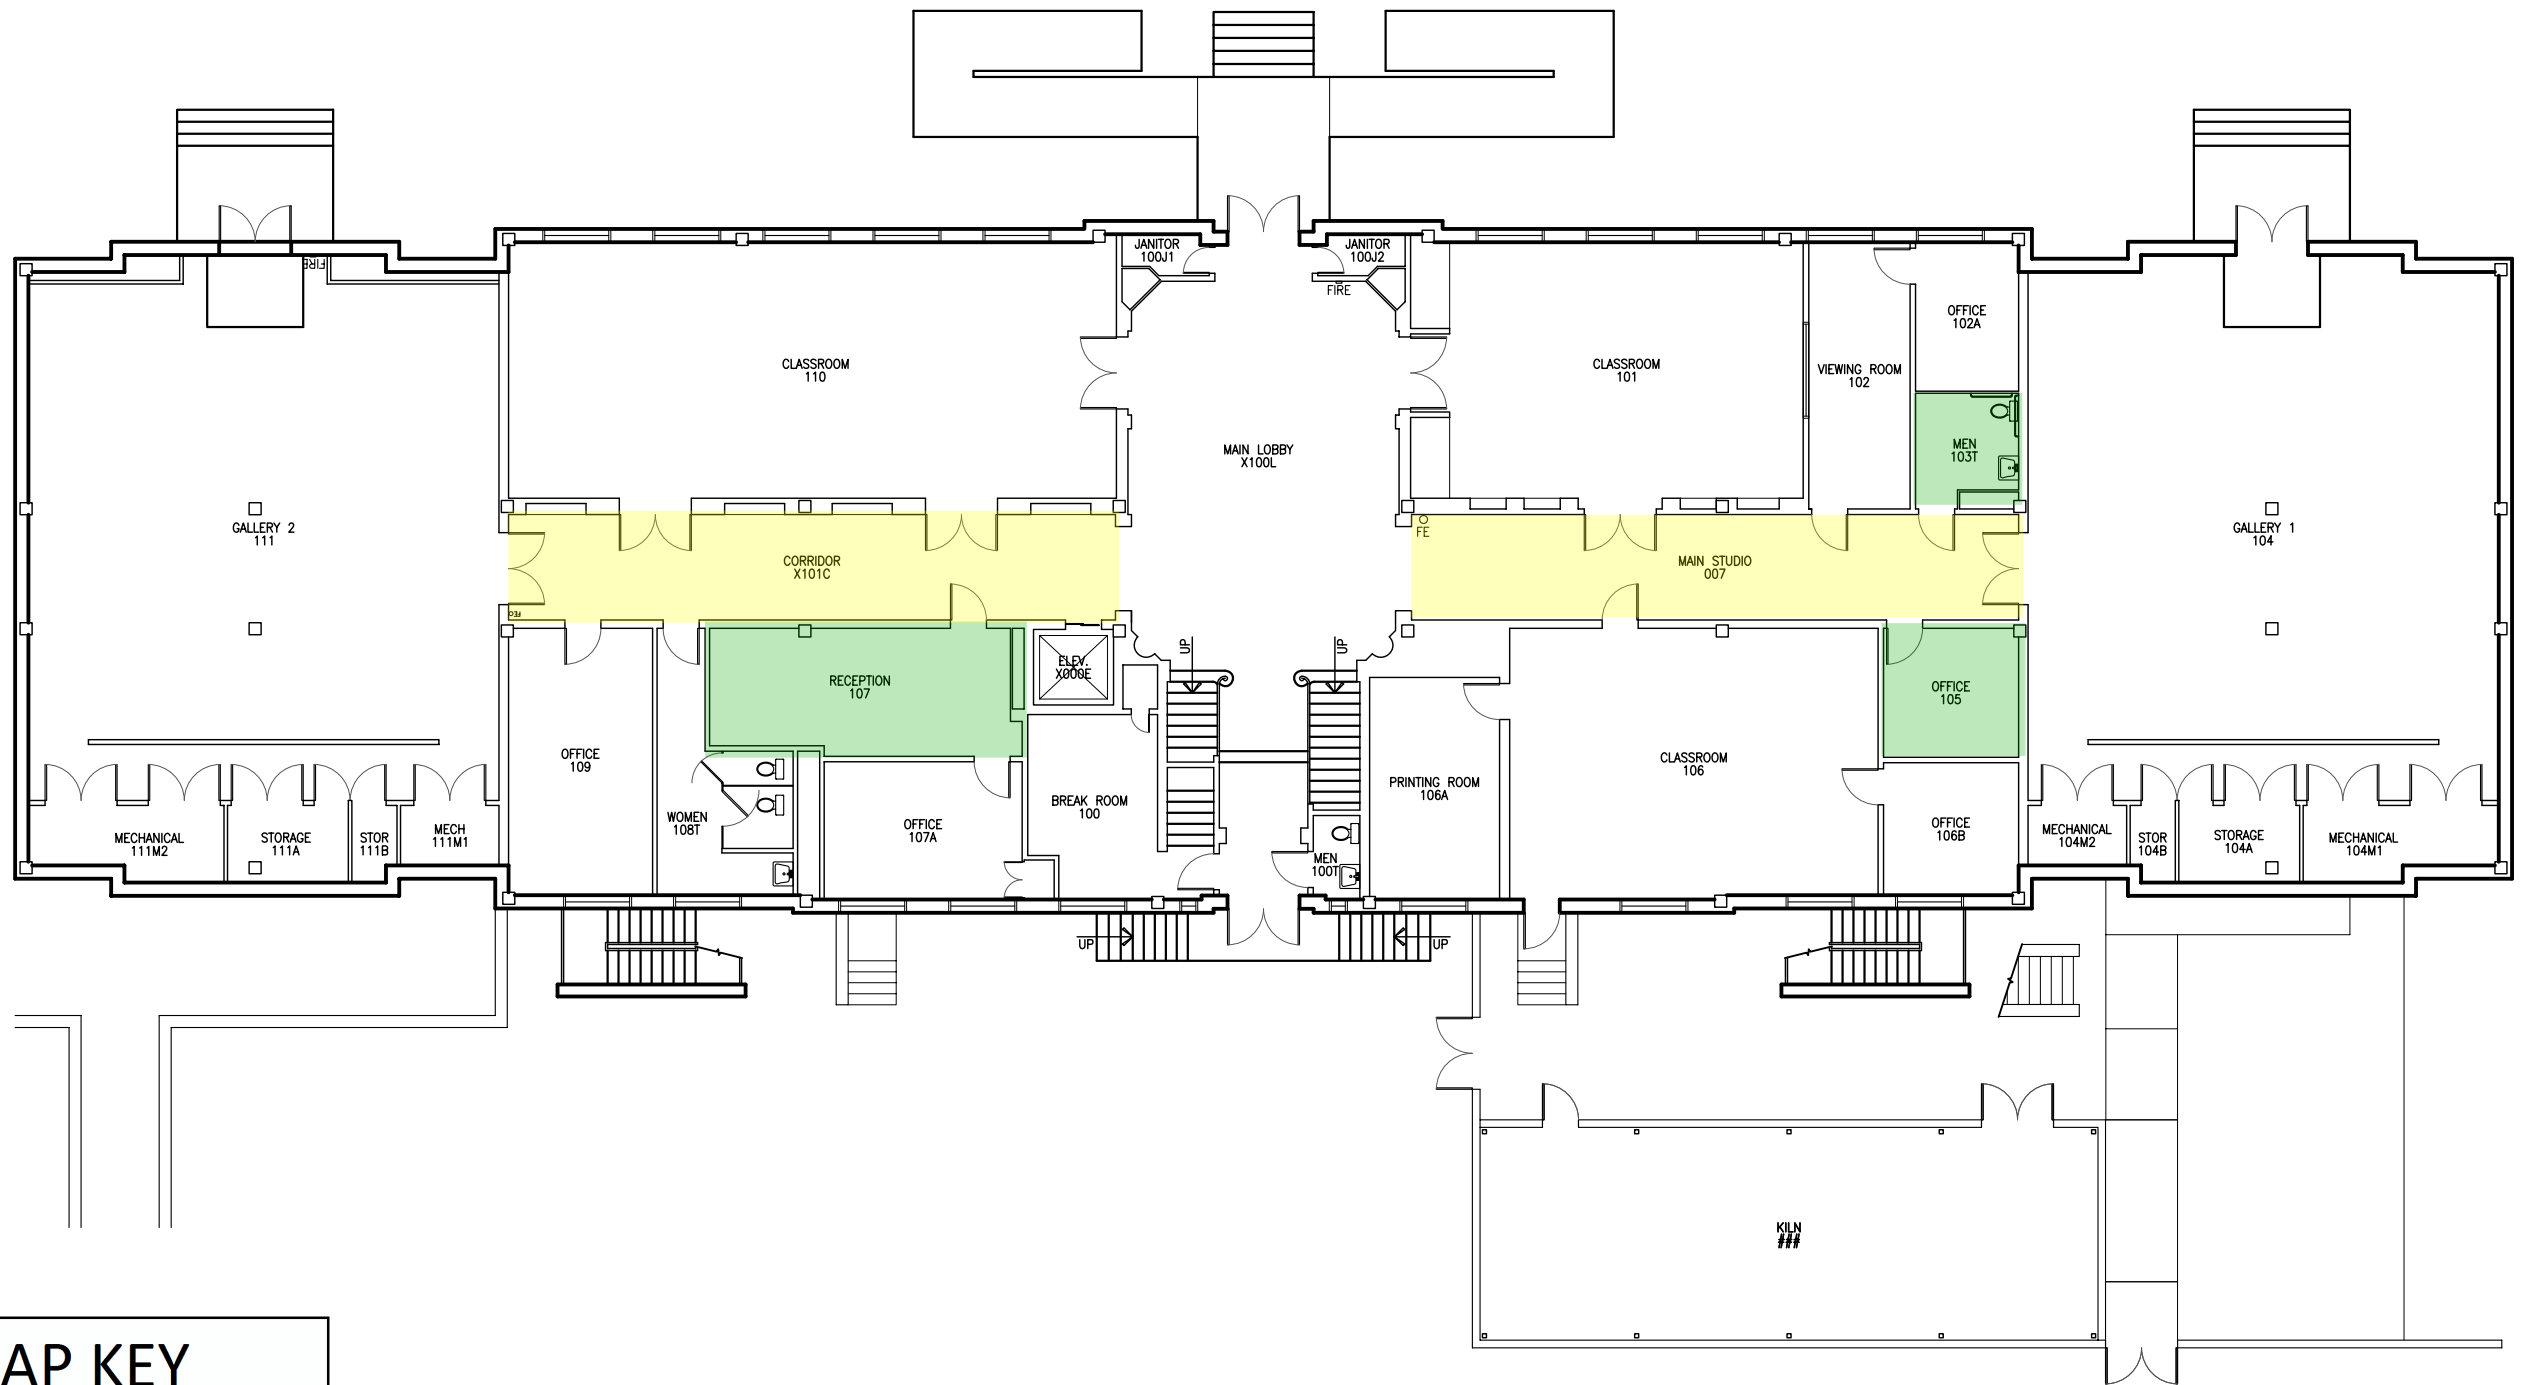 JANITOR
100J1
JANITOR
100J2
FIRE
FIRE
OFFICE
102A
CLASSROOM
110
CLASSROOM
101
VIEWING ROOM
102
MAIN LOBBY
X100L
MEN
103T
GALLERY 2
111
GALLERY 1
104
FE
CORRIDOR
X101C
MAIN STUDIO
007
FEC
UP
UP
ELEV.
X000E
RECEPTION
107
OFFICE
105
OFFICE
109
CLASSROOM
106
PRINTING ROOM
106A
BREAK ROOM
100
WOMEN
108T
OFFICE
107A
OFFICE
106B
MECHANICAL
111M2
STORAGE
111A
STOR
111B
MECH
111M1
MEN
100T
MECHANICAL
104M2
STOR
104B
STORAGE
104A
MECHANICAL
104M1
UP
UP
KILN
###
AP KEY